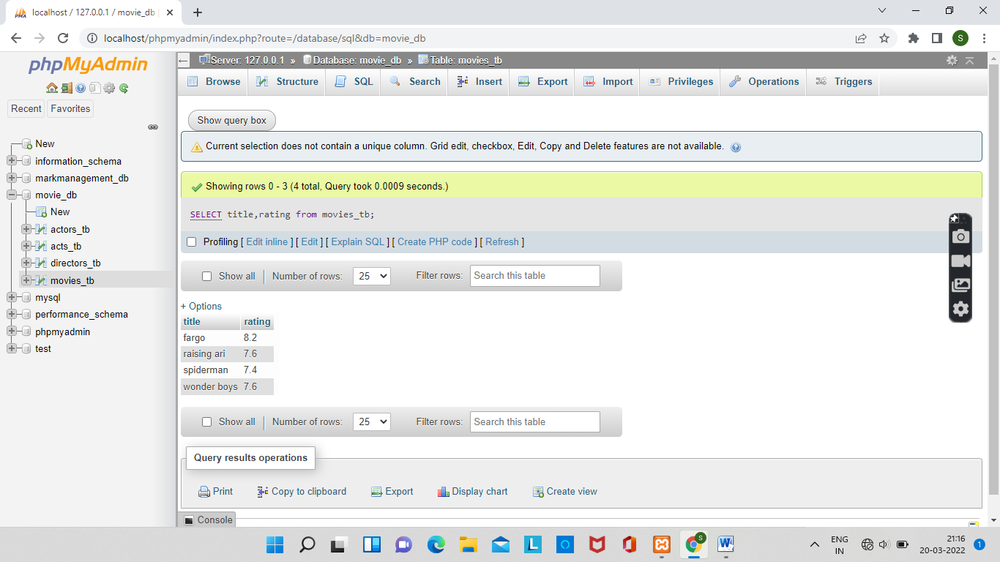 localhost / 127.0.0.1 / movie_db
localhost/phpmyadmin/index.php?route=/database/sql&db=movie_db
S
phpMyAdmin
Recent Favorites
New
information_schema
markmanagement_db
movie_db
New
actors_tb
acts_tb
directors_tb
movies_tb
mysql
performance_schema
phpmyadmin
test
Server: 127.0.0.1 » Database: movie_db » Table: movies_tb
Browse Structure SQL Search Insert Export Import Privileges Operations Triggers
Show query box
Current selection does not contain a unique column. Grid edit, checkbox, Edit, Copy and Delete features are not available.
Showing rows 0 - 3 (4 total, Query took 0.0009 seconds.)
SELECT title,rating from movies_tb;
Profiling [ Edit inline ] [ Edit ] [ Explain SQL ] [ Create PHP code ] [ Refresh ]
Show all Number of rows: 25 Filter rows: Search this table
+ Options
title rating
fargo 8.2
raising ari 7.6
spiderman 7.4
wonder boys 7.6
Show all Number of rows: 25 Filter rows: Search this table
Query results operations
Print Copy to clipboard Export Display chart Create view
Console
ENG
IN
21:16
20-03-2022
1